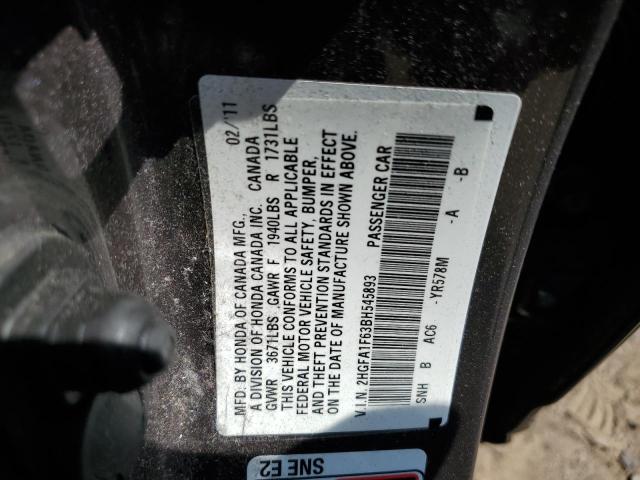 MFD. BY HONDA OF CANADA MFG., 02/'11
A DIVISION OF HONDA CANADA INC. CANADA
GVWR 3671LBS GAWR F 1940LBS R 1731LBS
THIS VEHICLE CONFORMS TO ALL APPLICABLE
FEDERAL MOTOR VEHICLE SAFETY, BUMPER,
AND THEFT PREVENTION STANDARDS IN EFFECT
ON THE DATE OF MANUFACTURE SHOWN ABOVE.
V.I.N. 2HGFA1F63BH545893 PASSENGER CAR
SNH B AC6 -YR578M -A -B
SNE E2